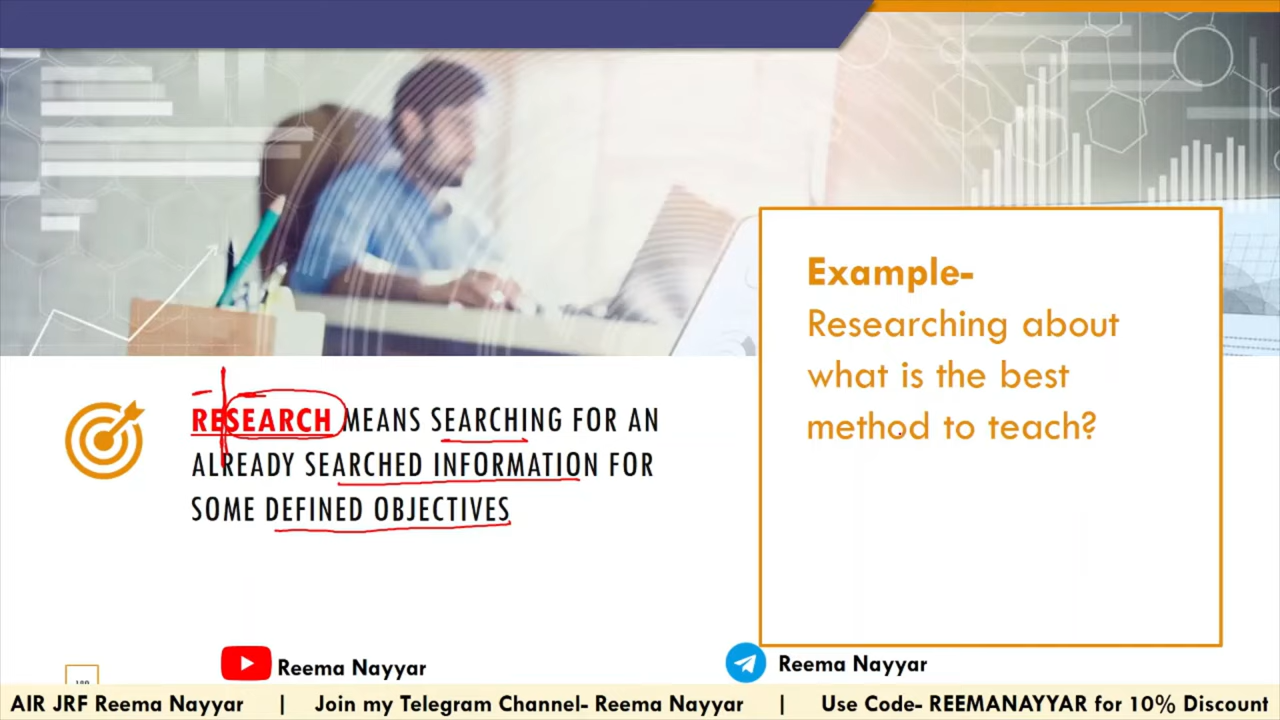 Example-
Researching about
what is the best
method to teach?
RESEARCH MEANS SEARCHING FOR AN
ALREADY SEARCHED INFORMATION FOR
SOME DEFINED OBJECTIVES
Reema Nayyar
Reema Nayyar
AIR JRF Reema Nayyar | Join my Telegram Channel- Reema Nayyar | Use Code- REEMANAYYAR for 10% Discount